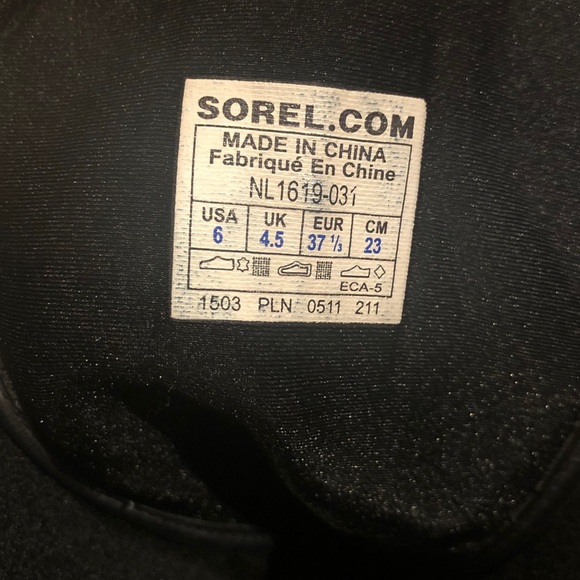 SOREL.COM
MADE IN CHINA
Fabriqué En Chine
NL1619-031
USA UK EUR CM
6 4.5 37 ⅓ 23
ECA-5
1503 PLN 0511 211